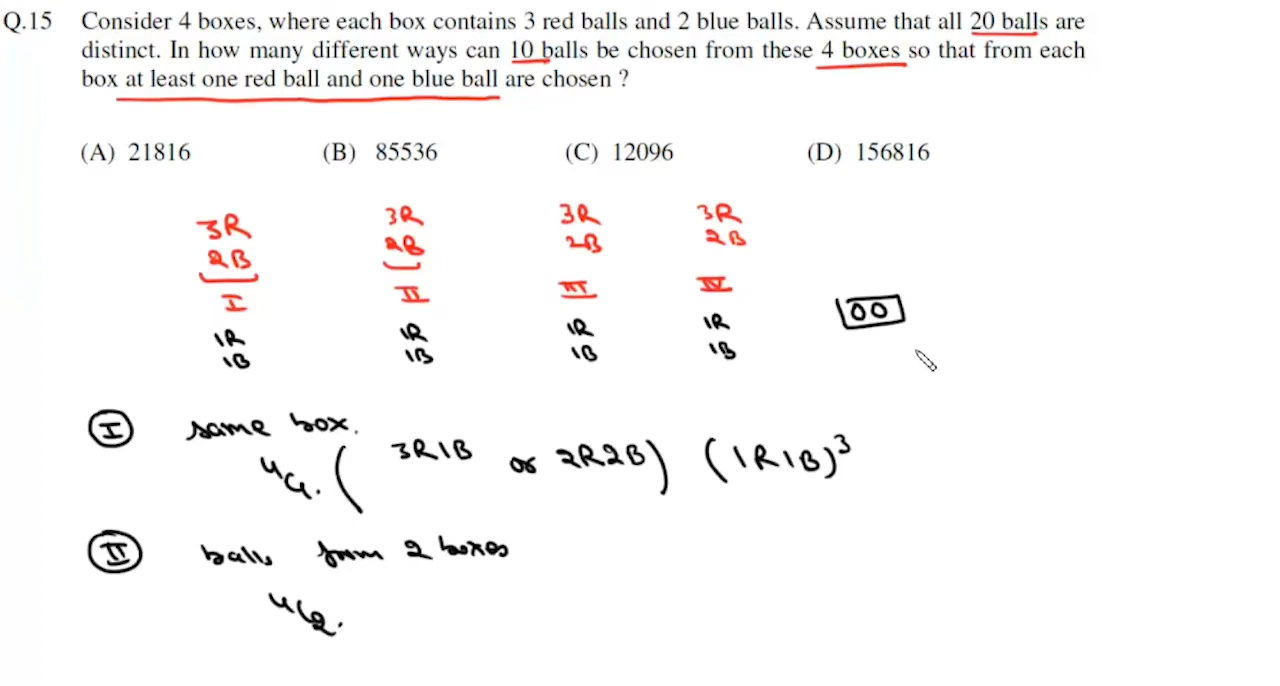 Q.15 Consider 4 boxes, where each box contains 3 red balls and 2 blue balls. Assume that all 20 balls are
distinct. In how many different ways can 10 balls be chosen from these 4 boxes so that from each
box at least one red ball and one blue ball are chosen ?
(A) 21816 (B) 85536 (C) 12096 (D) 156816
3R 3R 3R 3R
2B 2B 2B 2B
I II III IV
1R 1R 1R 1R
1B 1B 1B 1B
00
I same box.
4C1. ( 3R1B or 2R2B) (1R1B)3
II balls from 2 boxes
4C2.